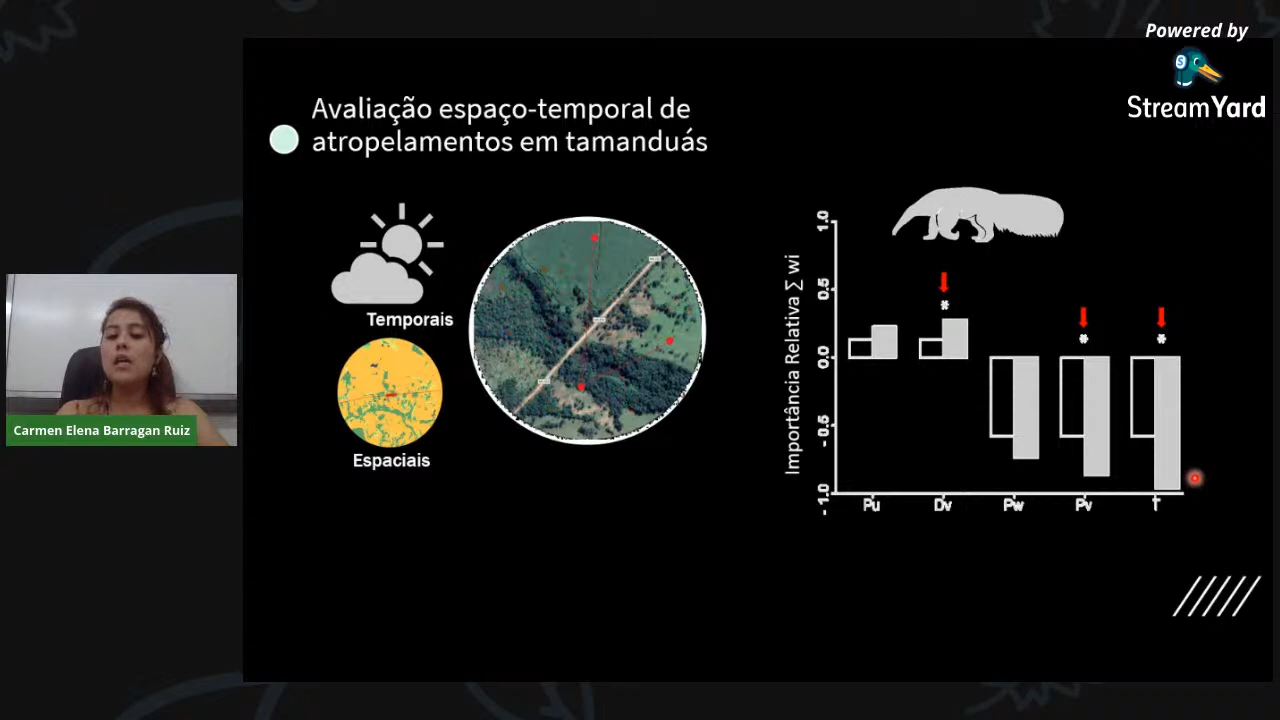 Powered by
StreamYard
Avaliação espaço-temporal de
atropelamentos em tamanduás
Temporais
Espaciais
Carmen Elena Barragan Ruiz
Importância Relativa ∑ wi
1.0
0.5
0.0
-0.5
-1.0
*
*
*
Pu Dv Pw Pv T